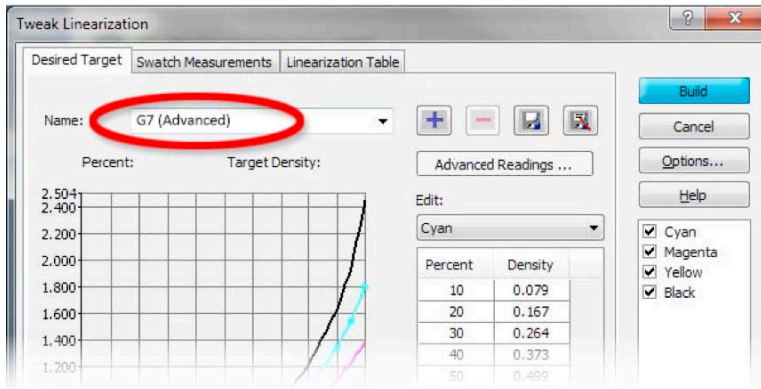 Tweak Linearization
Desired Target Swatch Measurements Linearization Table
Name: G7 (Advanced)
Percent: Target Density:
Advanced Readings ...
Edit:
Cyan
Percent Density
10 0.079
20 0.167
30 0.264
40 0.373
50 0.499
2.504
2.400
2.200
2.000
1.800
1.600
1.400
1.200
Build
Cancel
Options...
Help
Cyan
Magenta
Yellow
Black